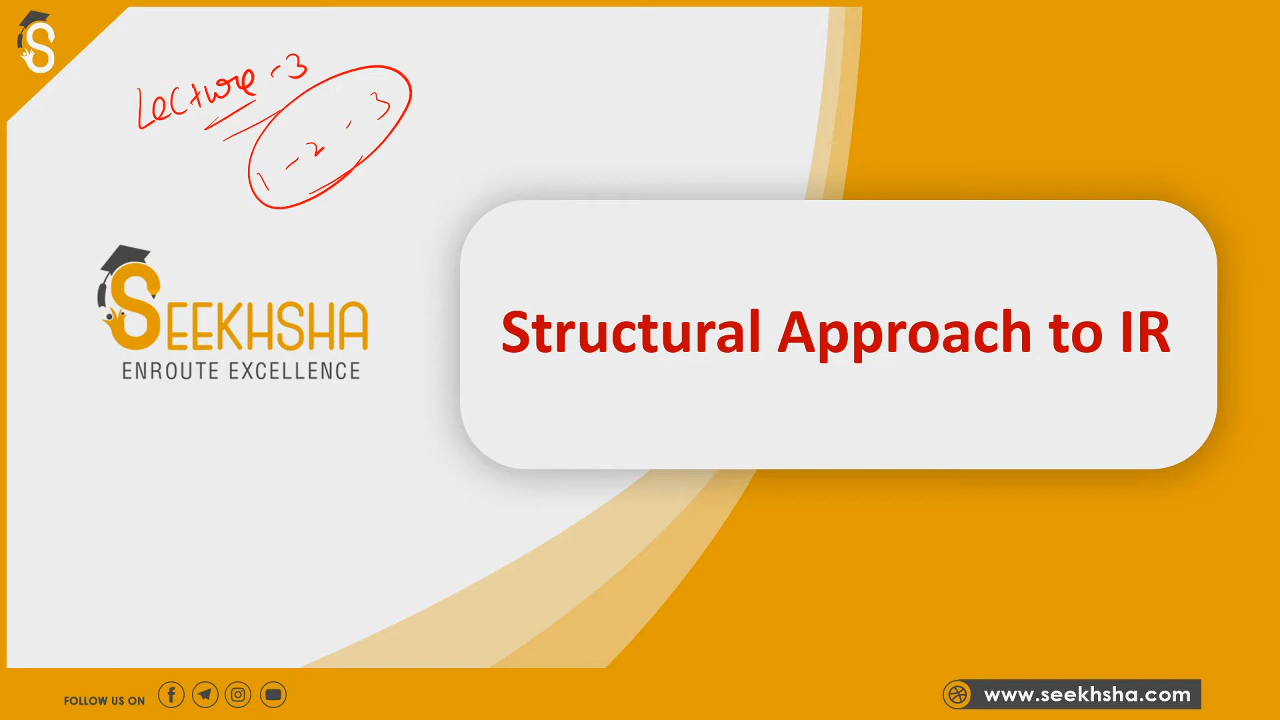 Lecture - 3
1 - 2 - 3
SEEKHSHA
ENROUTE EXCELLENCE
Structural Approach to IR
FOLLOW US ON
www.seekhsha.com